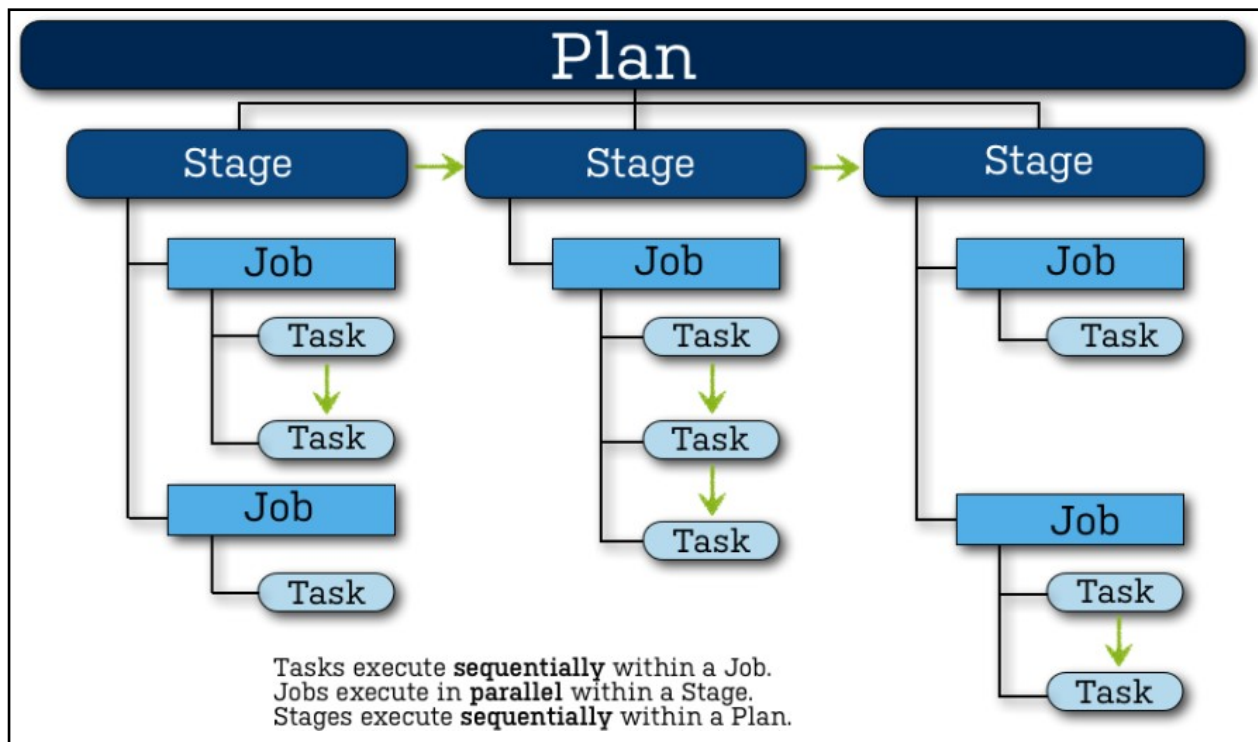 Plan
Stage
Stage
Stage
Job
Job
Job
Task
Task
Task
Task
Task
Job
Job
Task
Task
Task
Task
Tasks execute sequentially within a Job.
Jobs execute in parallel within a Stage.
Stages execute sequentially within a Plan.